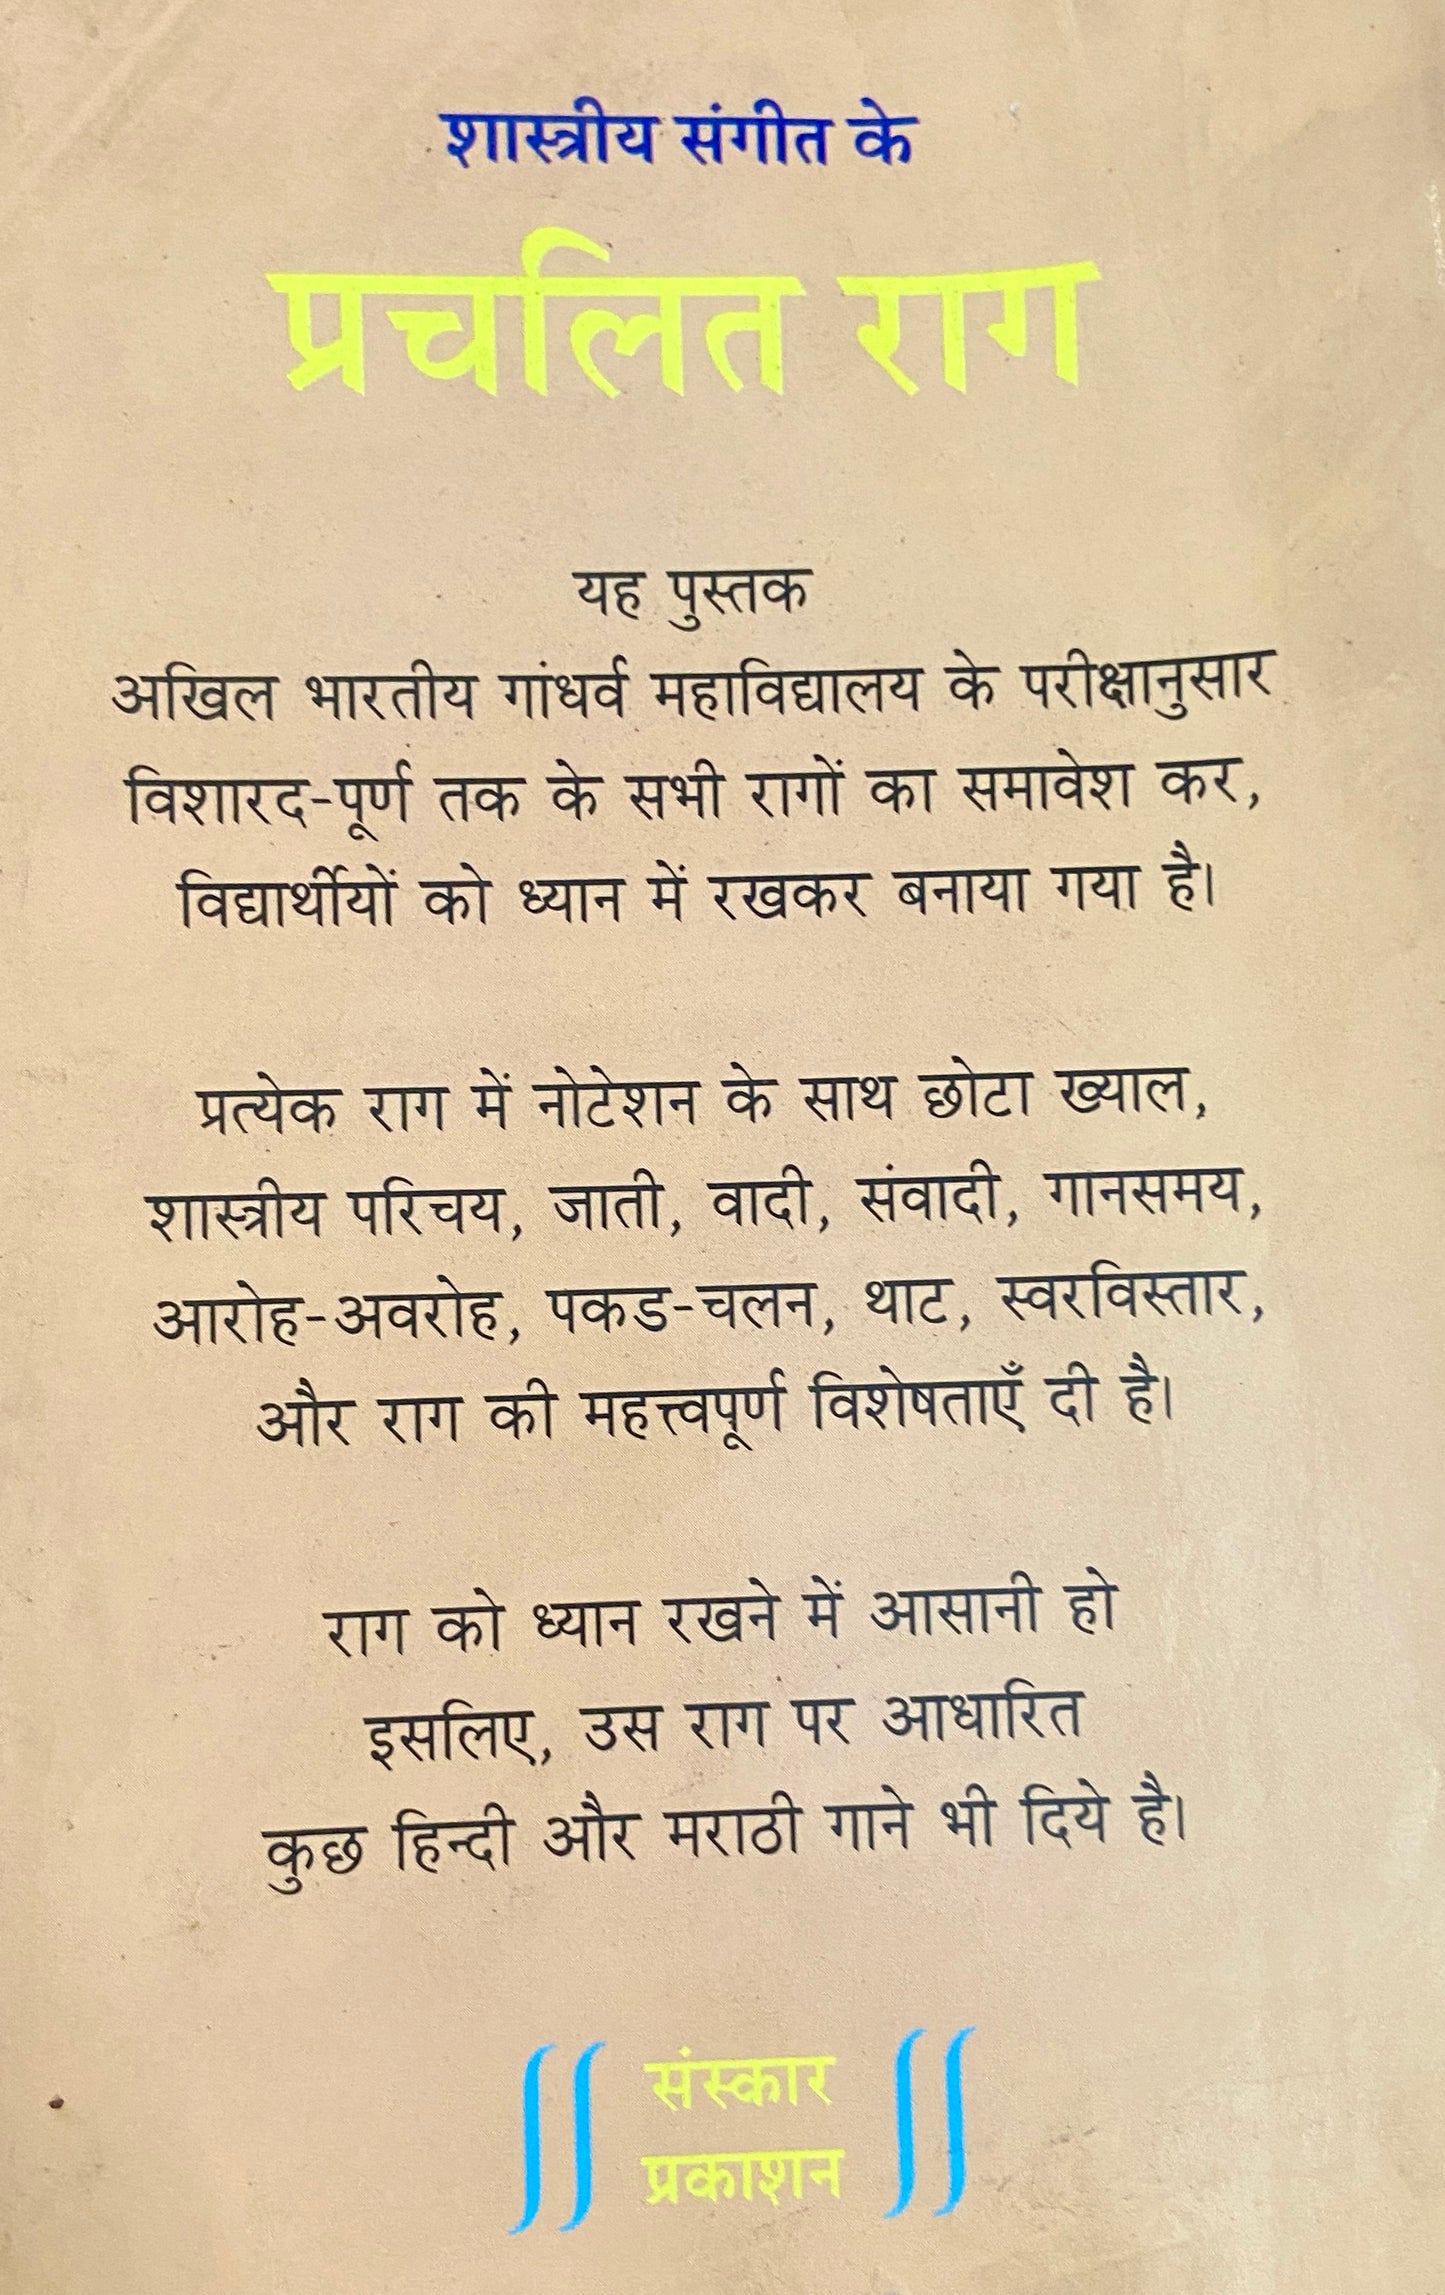 शास्त्रीय संगीत के
प्रचलित राग
यह पुस्तक
अखिल भारतीय गांधर्व महाविद्यालय के परीक्षानुसार
विशारद-पूर्ण तक के सभी रागों का समावेश कर,
विद्यार्थीयों को ध्यान में रखकर बनाया गया है।
प्रत्येक राग में नोटेशन के साथ छोटा ख्याल,
शास्त्रीय परिचय, जाती, वादी, संवादी, गानसमय,
आरोह-अवरोह, पकड-चलन, थाट, स्वरविस्तार,
और राग की महत्त्वपूर्ण विशेषताएँ दी है।
राग को ध्यान रखने में आसानी हो
इसलिए, उस राग पर आधारित
कुछ हिन्दी और मराठी गाने भी दिये है।
संस्कार
प्रकाशन